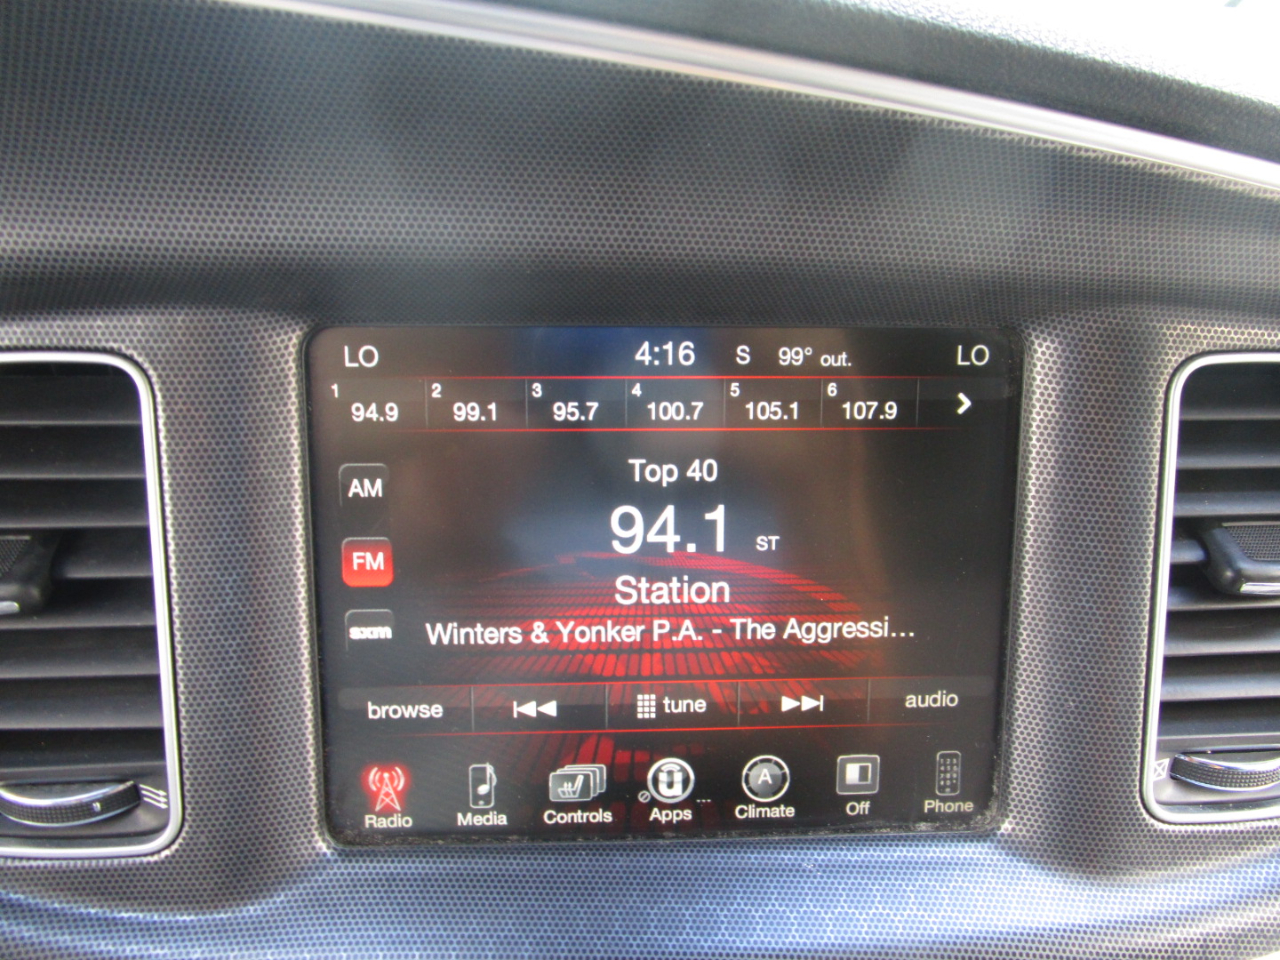 LO 4:16 S 99° out. LO
1 94.9 2 99.1 3 95.7 4 100.7 5 105.1 6 107.9
Top 40
AM
94.1 ST
FM
Station
sxm
Winters & Yonker P.A. - The Aggressi...
browse tune audio
Radio Media Controls Apps Climate Off Phone